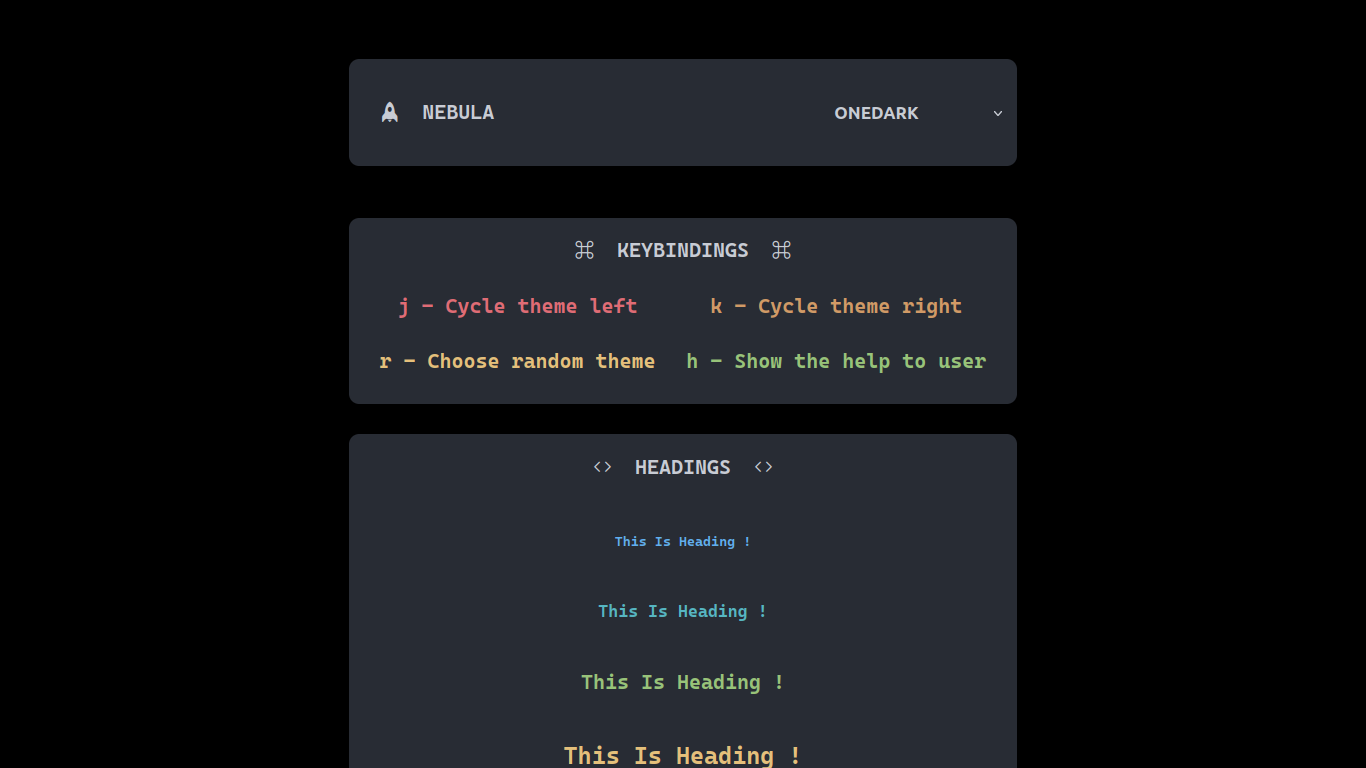 NEBULA ONEDARK
⌘ KEYBINDINGS ⌘
j - Cycle theme left k - Cycle theme right
r - Choose random theme h - Show the help to user
<> HEADINGS <>
This Is Heading !
This Is Heading !
This Is Heading !
This Is Heading !